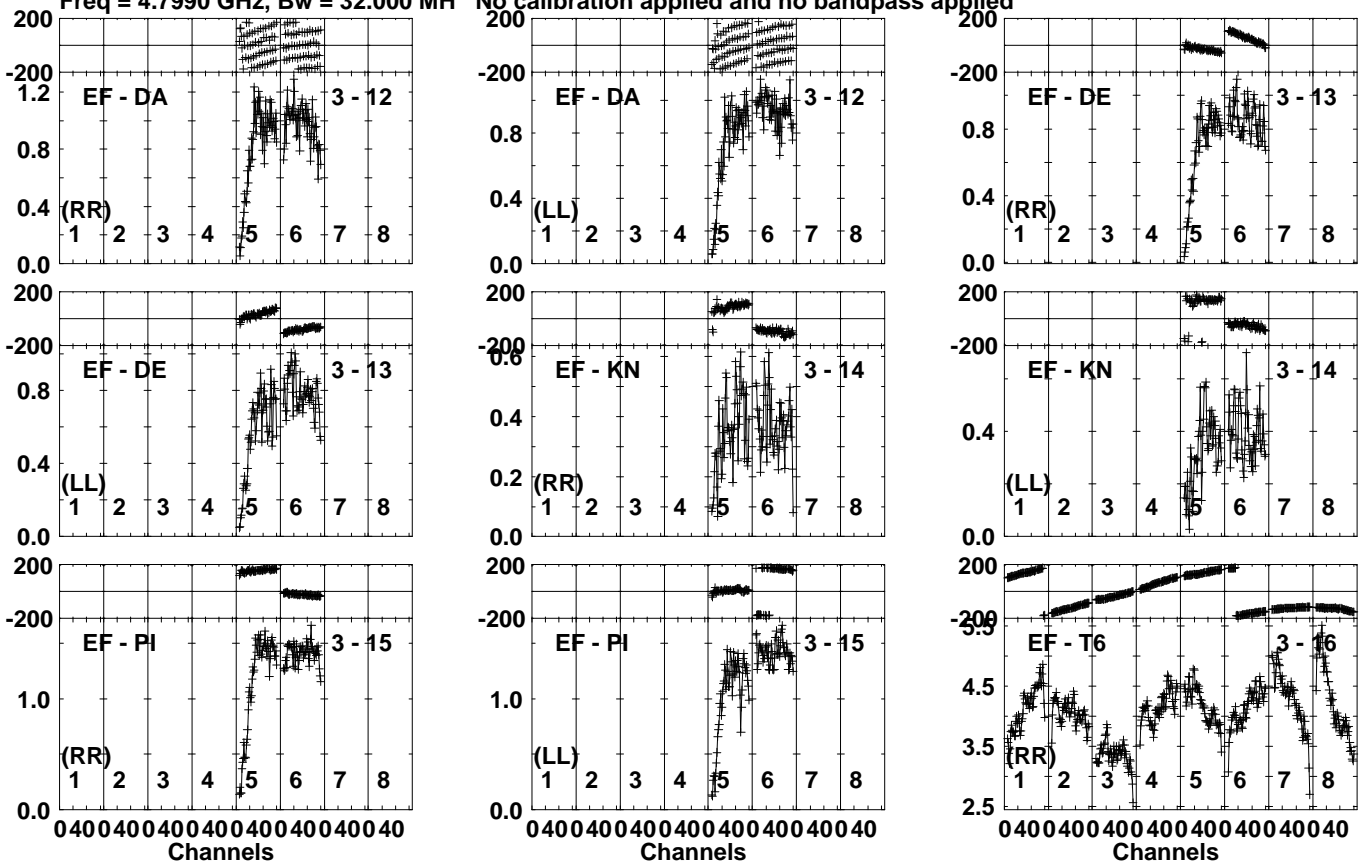 Freq = 4.7990 GHz, Bw = 32.000 MH No calibration applied and no bandpass applied
200 200 200
-200 -200 -200
1.2 EF - DA 3 - 12 EF - DA 3 - 12 EF - DE 3 - 13
0.8 0.8 0.8
0.4 0.4 0.4
(RR) (LL) (RR)
1 2 3 4 5 6 7 8 1 2 3 4 5 6 7 8 1 2 3 4 5 6 7 8
0.0 0.0 0.0
200 200 200
-200 -200 -200
0.6
EF - DE 3 - 13 EF - KN 3 - 14 EF - KN 3 - 14
0.8 0.4 0.4
0.4 0.2
(LL) (RR) (LL)
1 2 3 4 5 6 7 8 1 2 3 4 5 6 7 8 1 2 3 4 5 6 7 8
0.0 0.0 0.0
200 200 200
-200 -200 -200
5.5
EF - PI 3 - 15 EF - PI 3 - 15 EF - T6 3 - 16
1.0 1.0 4.5
3.5
(RR) (LL) (RR)
1 2 3 4 5 6 7 8 1 2 3 4 5 6 7 8 1 2 3 4 5 6 7 8
0.0 0.0 2.5
0 40 0 40 0 40 0 40 0 40 0 40 0 40 0 40 0 40 0 40 0 40 0 40 0 40 0 40 0 40 0 40 0 40 0 40 0 40 0 40 0 40 0 40 0 40 0 40
Channels Channels Channels